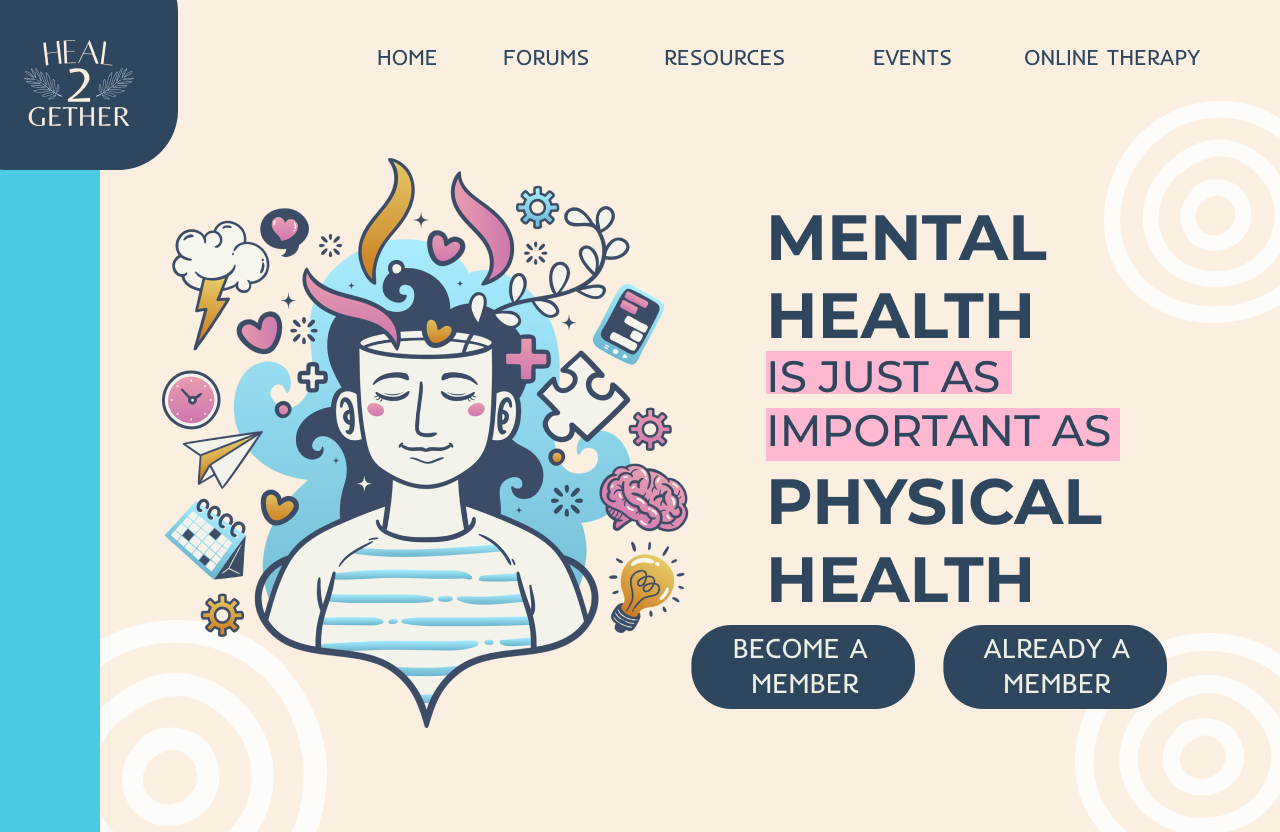 HEAL
2
GETHER
HOME FORUMS RESOURCES EVENTS ONLINE THERAPY
MENTAL
HEALTH
IS JUST AS
IMPORTANT AS
PHYSICAL
HEALTH
BECOME A
MEMBER
ALREADY A
MEMBER